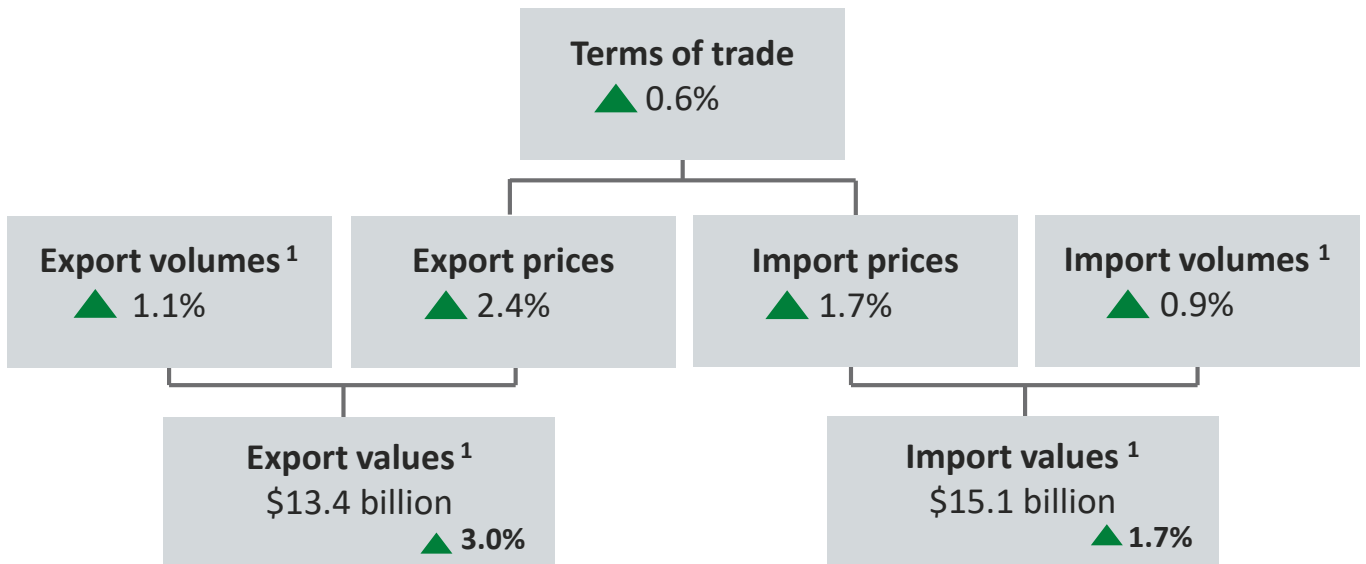 Terms of trade
0.6%
Export volumes ¹
1.1%
Export prices
2.4%
Import prices
1.7%
Import volumes ¹
0.9%
Export values ¹
$13.4 billion
3.0%
Import values ¹
$15.1 billion
1.7%